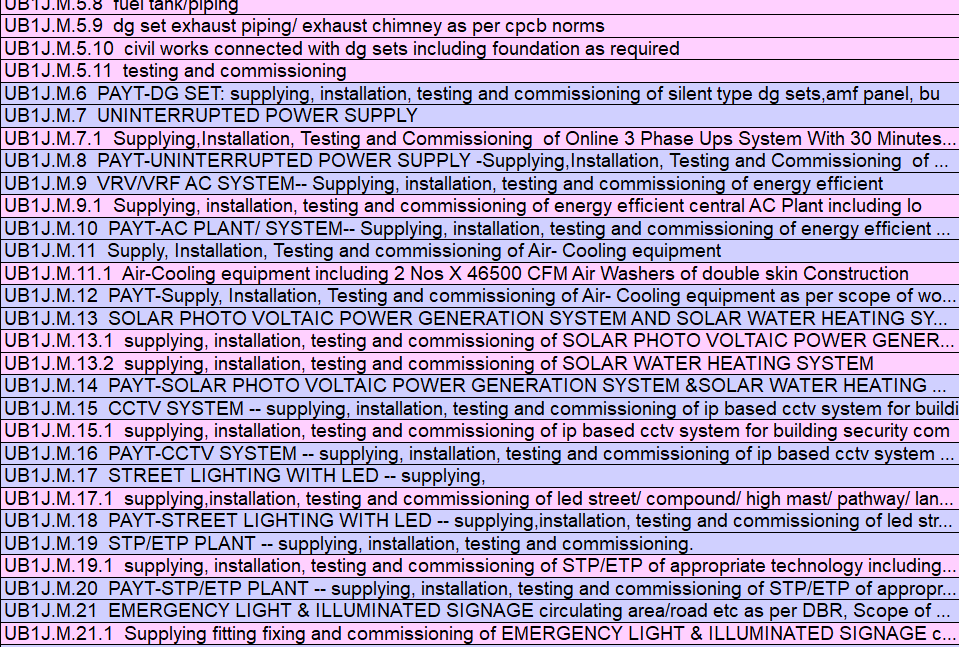 UB1J.M.5.8 fuel tank/piping
UB1J.M.5.9 dg set exhaust piping/ exhaust chimney as per cpcb norms
UB1J.M.5.10 civil works connected with dg sets including foundation as required
UB1J.M.5.11 testing and commissioning
UB1J.M.6 PAYT-DG SET: supplying, installation, testing and commissioning of silent type dg sets,amf panel, bu
UB1J.M.7 UNINTERRUPTED POWER SUPPLY
UB1J.M.7.1 Supplying,Installation, Testing and Commissioning of Online 3 Phase Ups System With 30 Minutes...
UB1J.M.8 PAYT-UNINTERRUPTED POWER SUPPLY -Supplying,Installation, Testing and Commissioning of ...
UB1J.M.9 VRV/VRF AC SYSTEM-- Supplying, installation, testing and commissioning of energy efficient
UB1J.M.9.1 Supplying, installation, testing and commissioning of energy efficient central AC Plant including lo
UB1J.M.10 PAYT-AC PLANT/ SYSTEM-- Supplying, installation, testing and commissioning of energy efficient ...
UB1J.M.11 Supply, Installation, Testing and commissioning of Air- Cooling equipment
UB1J.M.11.1 Air-Cooling equipment including 2 Nos X 46500 CFM Air Washers of double skin Construction
UB1J.M.12 PAYT-Supply, Installation, Testing and commissioning of Air- Cooling equipment as per scope of wo...
UB1J.M.13 SOLAR PHOTO VOLTAIC POWER GENERATION SYSTEM AND SOLAR WATER HEATING SY...
UB1J.M.13.1 supplying, installation, testing and commissioning of SOLAR PHOTO VOLTAIC POWER GENER...
UB1J.M.13.2 supplying, installation, testing and commissioning of SOLAR WATER HEATING SYSTEM
UB1J.M.14 PAYT-SOLAR PHOTO VOLTAIC POWER GENERATION SYSTEM &SOLAR WATER HEATING ...
UB1J.M.15 CCTV SYSTEM -- supplying, installation, testing and commissioning of ip based cctv system for buildi
UB1J.M.15.1 supplying, installation, testing and commissioning of ip based cctv system for building security com
UB1J.M.16 PAYT-CCTV SYSTEM -- supplying, installation, testing and commissioning of ip based cctv system ...
UB1J.M.17 STREET LIGHTING WITH LED -- supplying,
UB1J.M.17.1 supplying,installation, testing and commissioning of led street/ compound/ high mast/ pathway/ lan...
UB1J.M.18 PAYT-STREET LIGHTING WITH LED -- supplying,installation, testing and commissioning of led str...
UB1J.M.19 STP/ETP PLANT -- supplying, installation, testing and commissioning.
UB1J.M.19.1 supplying, installation, testing and commissioning of STP/ETP of appropriate technology including...
UB1J.M.20 PAYT-STP/ETP PLANT -- supplying, installation, testing and commissioning of STP/ETP of appropr...
UB1J.M.21 EMERGENCY LIGHT & ILLUMINATED SIGNAGE circulating area/road etc as per DBR, Scope of ...
UB1J.M.21.1 Supplying fitting fixing and commissioning of EMERGENCY LIGHT & ILLUMINATED SIGNAGE c...